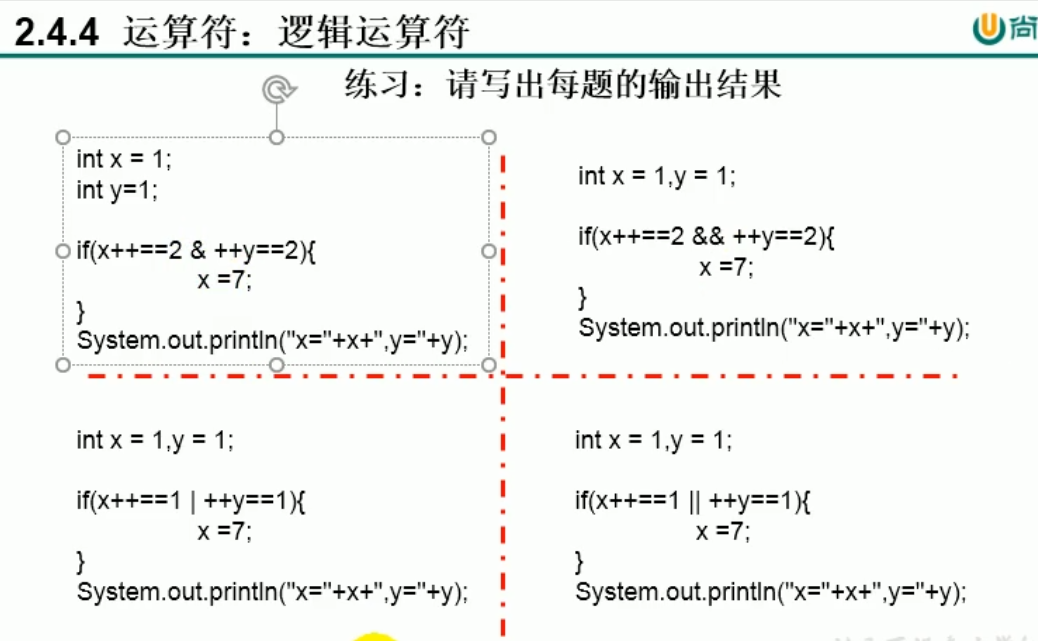 2.4.4 运算符：逻辑运算符
尚
练习：请写出每题的输出结果
int x = 1;
int y=1;
if(x++==2 & ++y==2){
x =7;
}
System.out.println("x="+x+",y="+y);
int x = 1,y = 1;
if(x++==2 && ++y==2){
x =7;
}
System.out.println("x="+x+",y="+y);
int x = 1,y = 1;
if(x++==1 | ++y==1){
x =7;
}
System.out.println("x="+x+",y="+y);
int x = 1,y = 1;
if(x++==1 || ++y==1){
x =7;
}
System.out.println("x="+x+",y="+y);